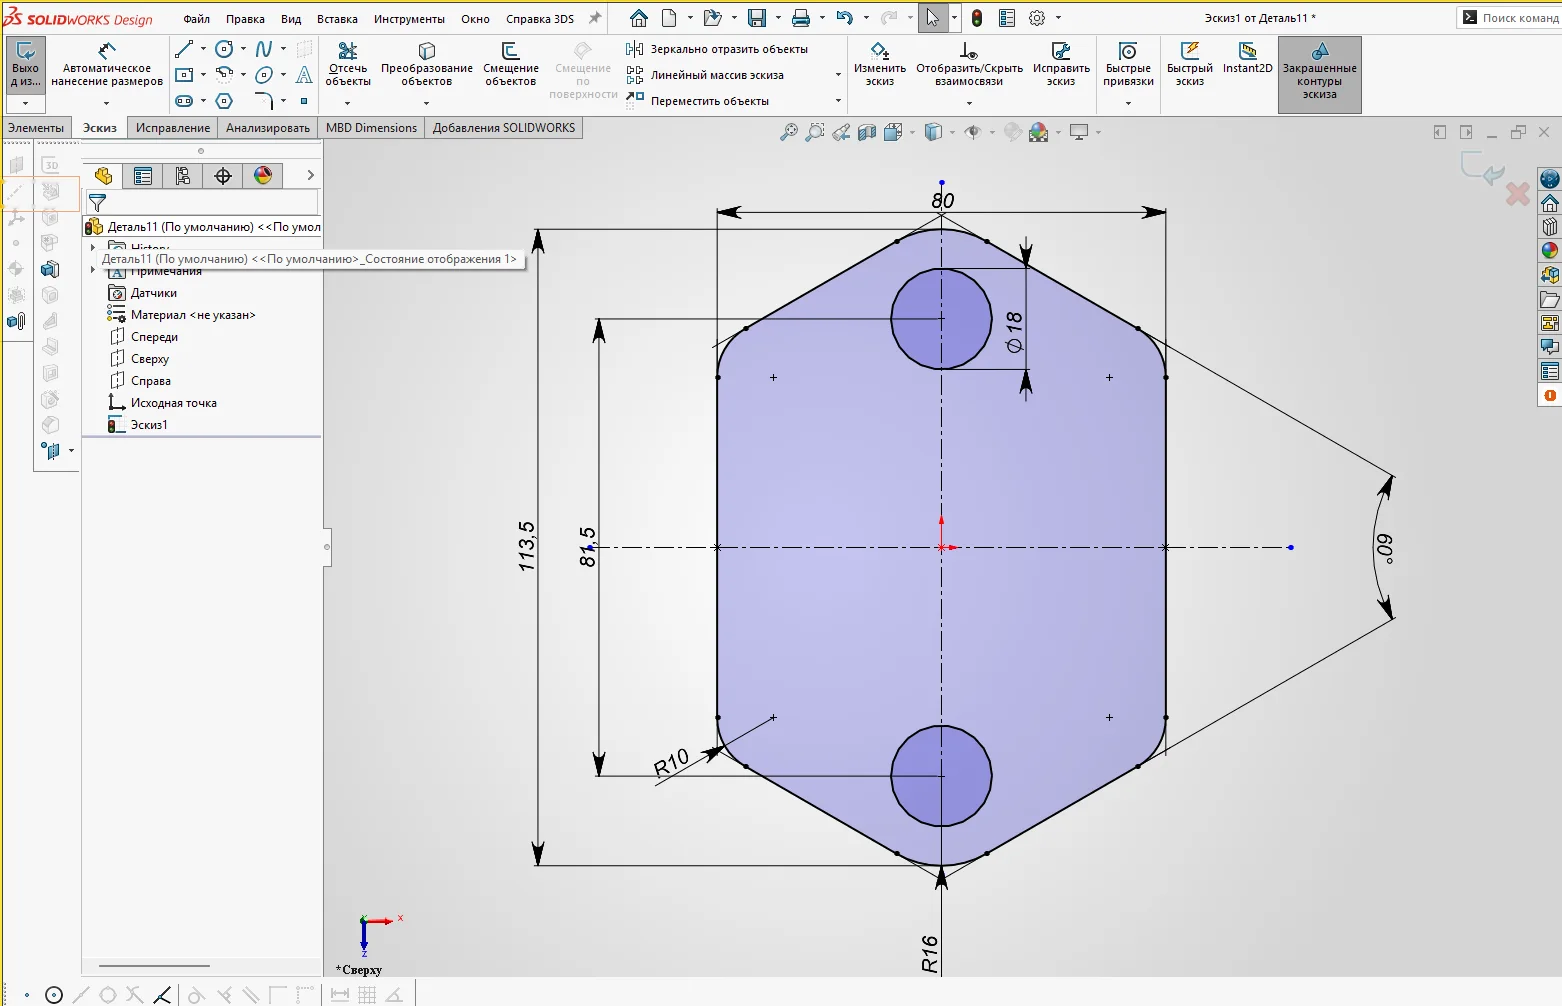 SOLIDWORKS Design
Файл Правка Вид Вставка Инструменты Окно Справка 3DS
Эскиз1 от Деталь11 *
Поиск команд
Выхо
д из...
Автоматическое
нанесение размеров
Отсечь
объекты
Преобразование
объектов
Смещение
объектов
Смещение
по
поверхности
Зеркально отразить объекты
Линейный массив эскиза
Переместить объекты
Изменить
эскиз
Отобразить/Скрыть
взаимосвязи
Исправить
эскиз
Быстрые
привязки
Быстрый
эскиз
Instant2D
Закрашенные
контуры
эскиза
Элементы Эскиз Исправление Анализировать MBD Dimensions Добавления SOLIDWORKS
3D
Деталь11 (По умолчанию) <<По умол
History
Деталь11 (По умолчанию) <<По умолчанию>_Состояние отображения 1>
Примечания
Датчики
Материал <не указан>
Спереди
Сверху
Справа
Исходная точка
Эскиз1
80
∅18
113,5
81,5
60°
R10
R16
x
z
*Сверху